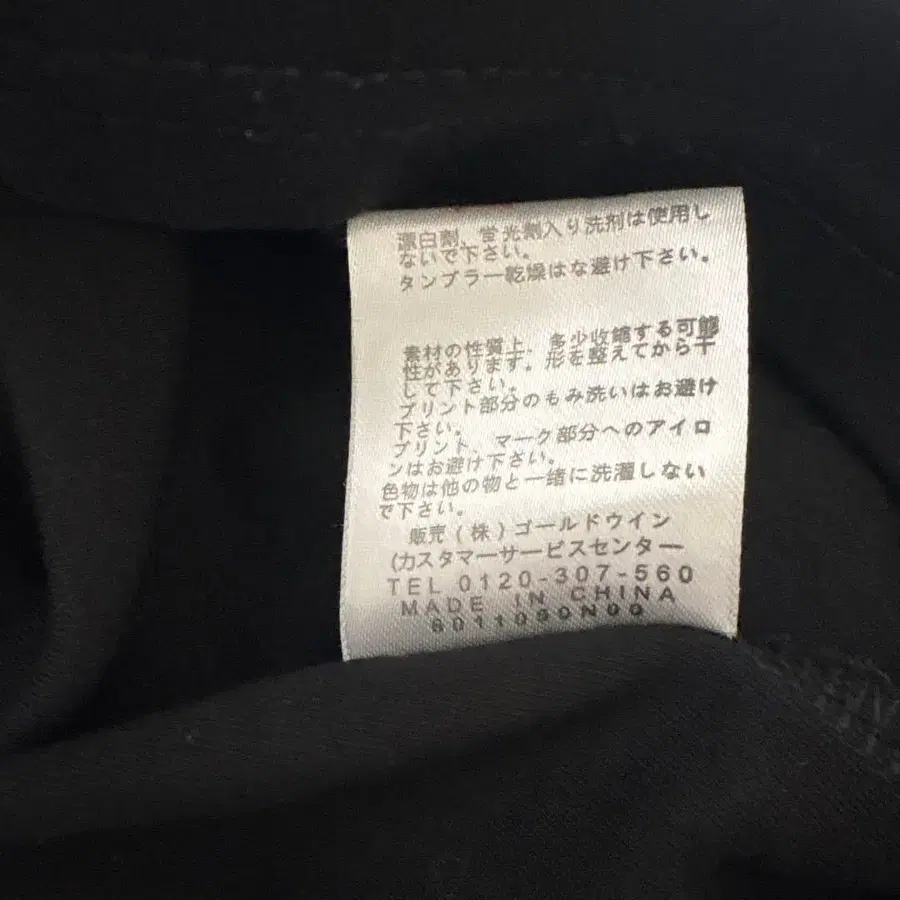 漂白剤、蛍光剤入り洗剤は使用し
ないで下さい。
タンブラー乾燥はな避け下さい。
素材の性質上、多少収縮する可能
性があります。形を整えてから干
して下さい。
プリント部分のもみ洗いはお避け
下さい。
プリント、マーク部分へのアイロ
ンはお避け下さい。
色物は他の物と一緒に洗濯しない
で下さい。
販売(株)ゴールドウイン
(カスタマーサービスセンター
TEL 0120-307-560
MADE IN CHINA